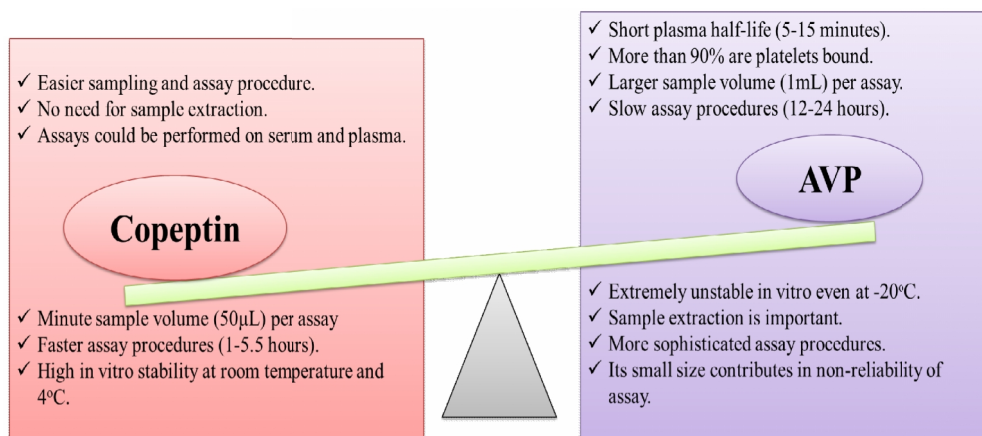 ✓ Easier sampling and assay procedure.
✓ No need for sample extraction.
✓ Assays could be performed on serum and plasma.
Copeptin
✓ Minute sample volume (50μL) per assay
✓ Faster assay procedures (1-5.5 hours).
✓ High in vitro stability at room temperature and
4°C.
✓ Short plasma half-life (5-15 minutes).
✓ More than 90% are platelets bound.
✓ Larger sample volume (1mL) per assay.
✓ Slow assay procedures (12-24 hours).
AVP
✓ Extremely unstable in vitro even at -20°C.
✓ Sample extraction is important.
✓ More sophisticated assay procedures.
✓ Its small size contributes in non-reliability of
assay.